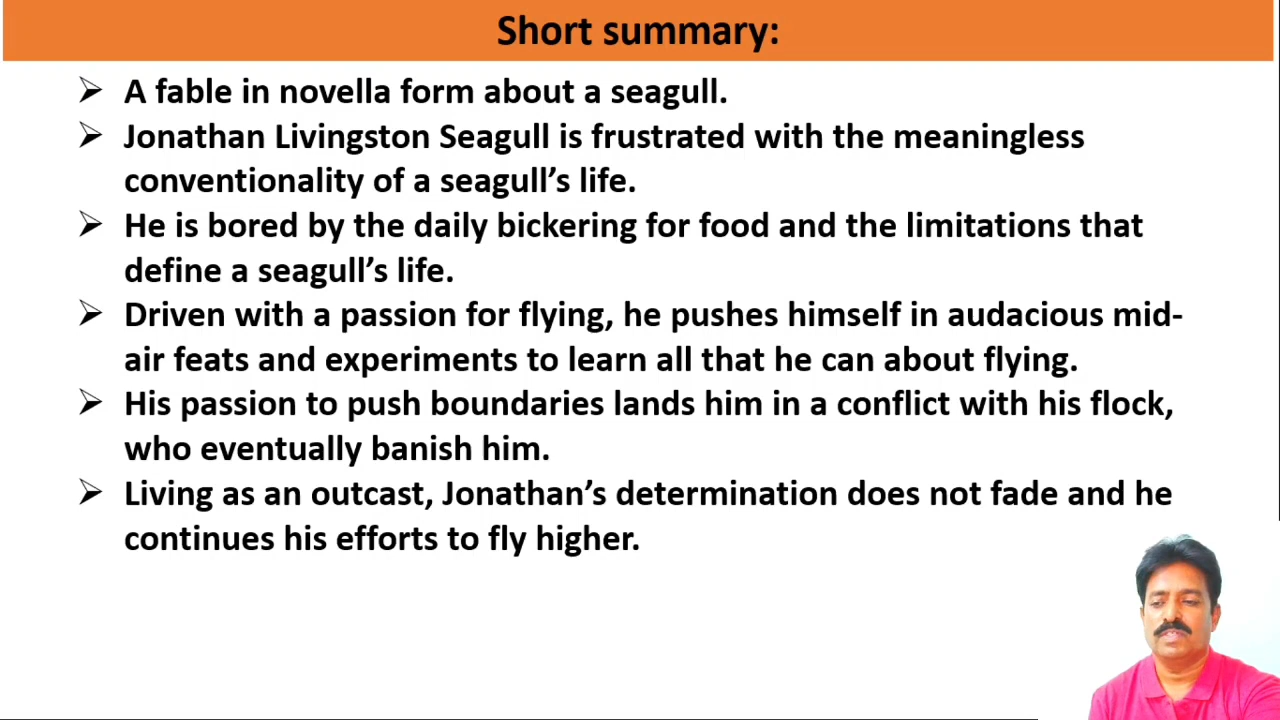 Short summary:
➢ A fable in novella form about a seagull.
➢ Jonathan Livingston Seagull is frustrated with the meaningless
conventionality of a seagull’s life.
➢ He is bored by the daily bickering for food and the limitations that
define a seagull’s life.
➢ Driven with a passion for flying, he pushes himself in audacious mid-
air feats and experiments to learn all that he can about flying.
➢ His passion to push boundaries lands him in a conflict with his flock,
who eventually banish him.
➢ Living as an outcast, Jonathan’s determination does not fade and he
continues his efforts to fly higher.